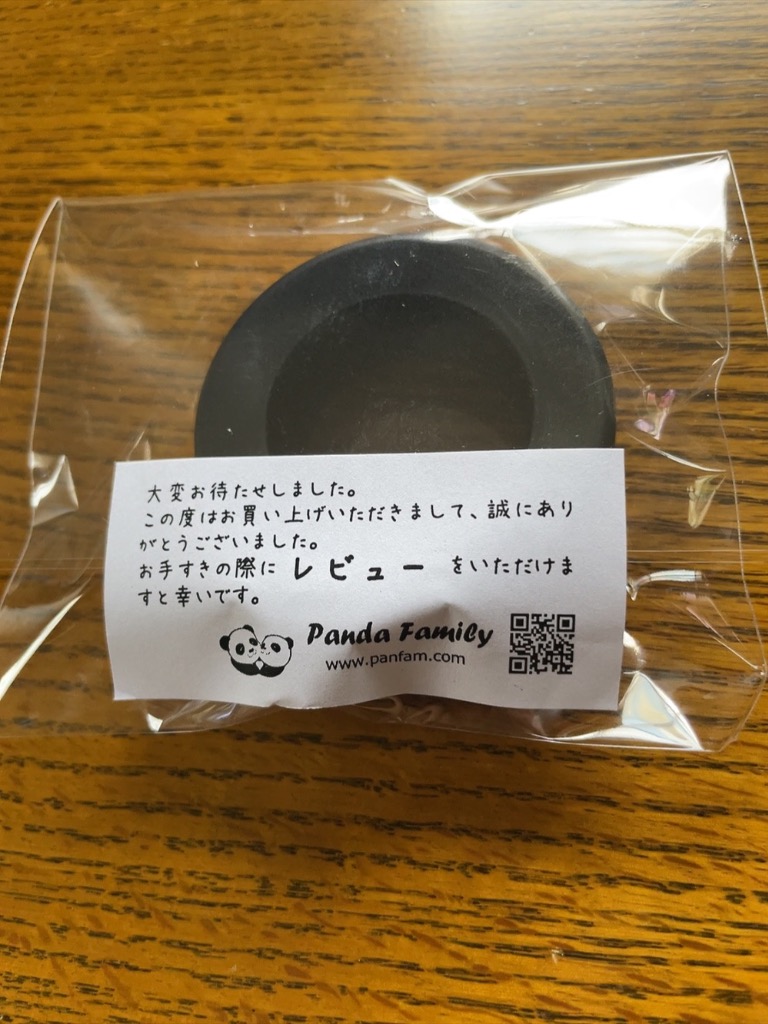 大変お待たせしました。
この度はお買い上げいただきまして、誠にあり
がとうございました。
お手すきの際に レビュー をいただけま
すと幸いです。
Panda Family
www.panfam.com